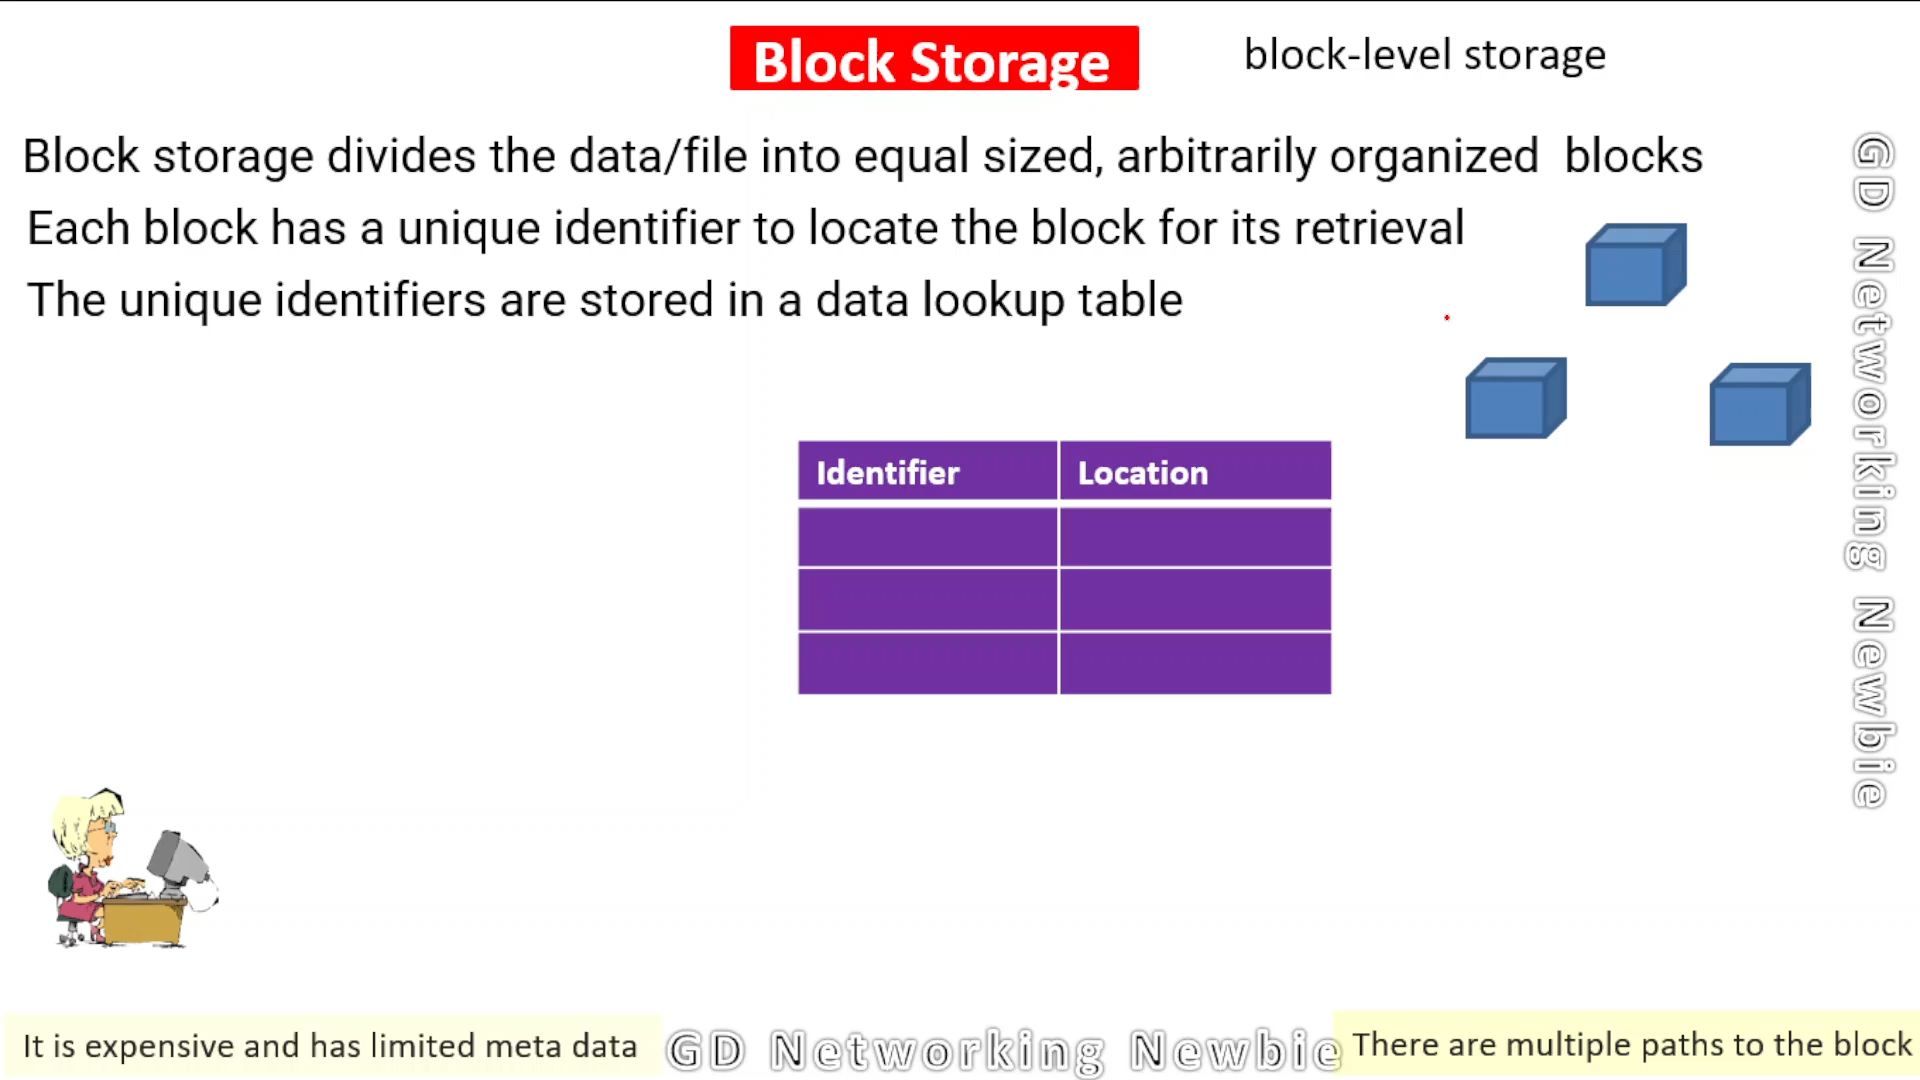 Block Storage
block-level storage
Block storage divides the data/file into equal sized, arbitrarily organized blocks
Each block has a unique identifier to locate the block for its retrieval
The unique identifiers are stored in a data lookup table
Identifier Location
GD Networking Newbie
It is expensive and has limited meta data
GD Networking Newbie
There are multiple paths to the block